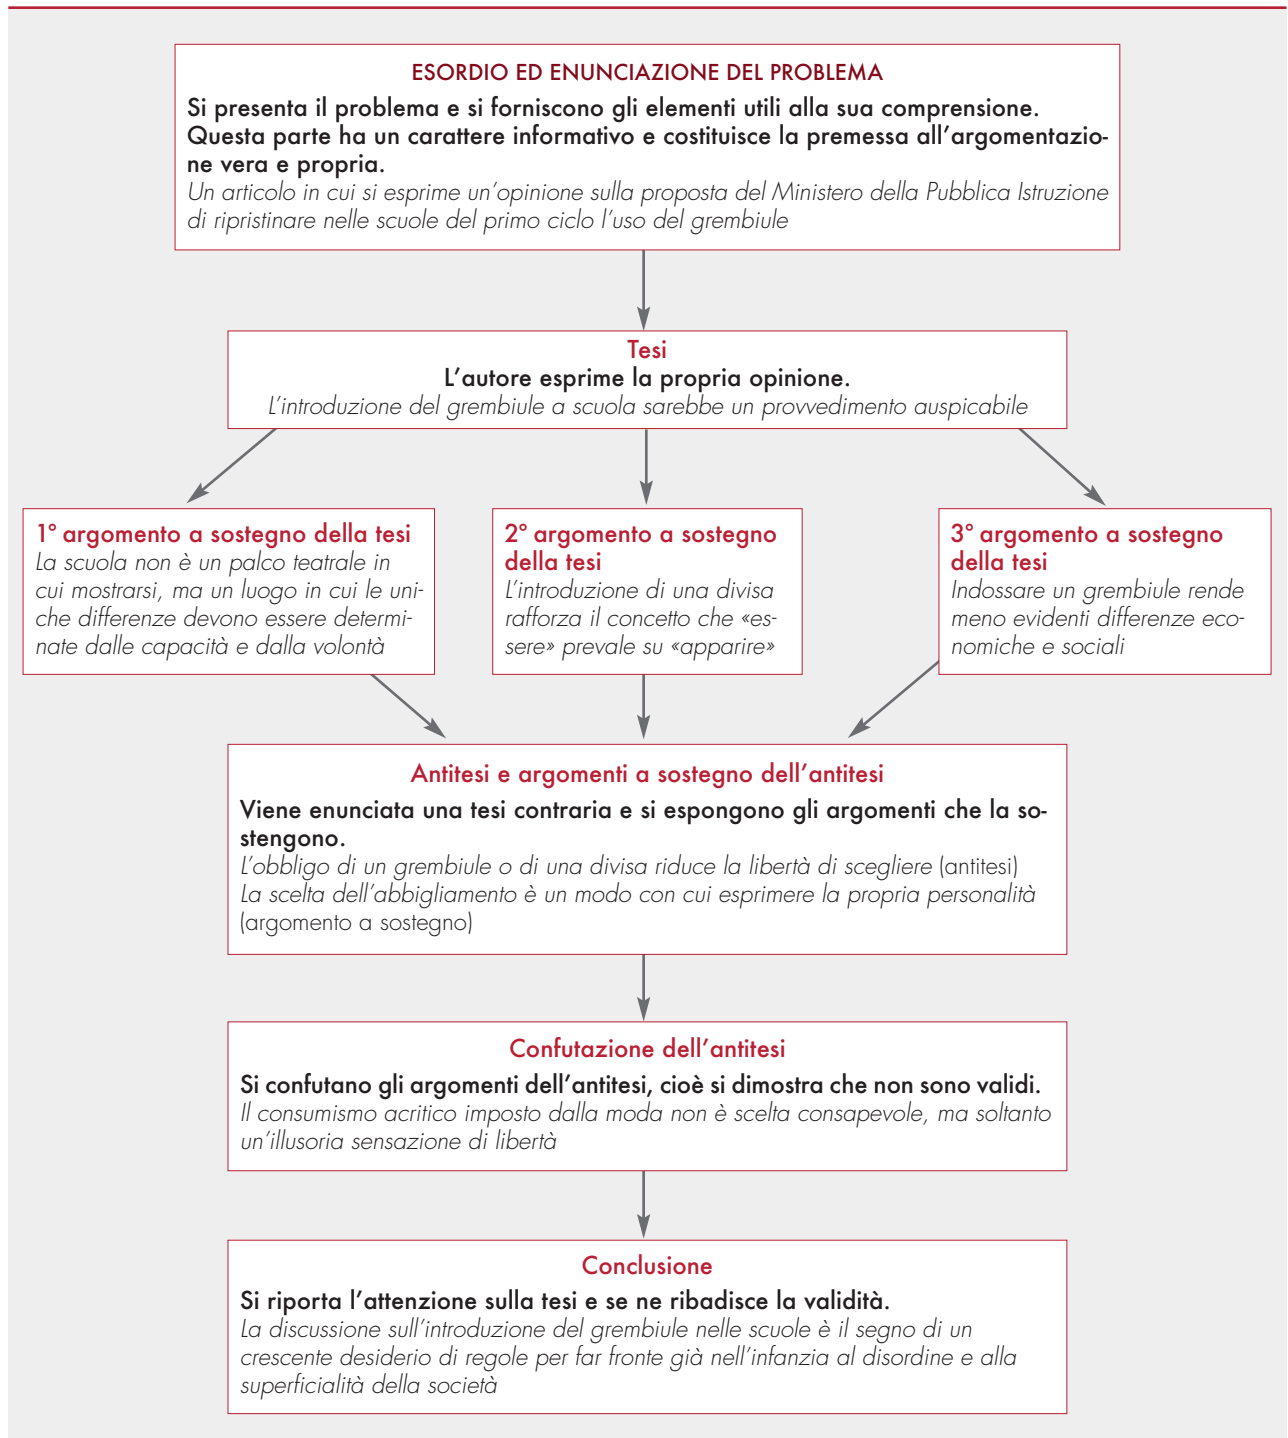 ESORDIO ED ENUNCIAZIONE DEL PROBLEMA
Si presenta il problema e si forniscono gli elementi utili alla sua comprensione.
Questa parte ha un carattere informativo e costituisce la premessa all’argomentazio-
ne vera e propria.
Un articolo in cui si esprime un’opinione sulla proposta del Ministero della Pubblica Istruzione
di ripristinare nelle scuole del primo ciclo l’uso del grembiule
Tesi
L’autore esprime la propria opinione.
L’introduzione del grembiule a scuola sarebbe un provvedimento auspicabile
1° argomento a sostegno della tesi
La scuola non è un palco teatrale in
cui mostrarsi, ma un luogo in cui le uni-
che differenze devono essere determi-
nate dalle capacità e dalla volontà
2° argomento a sostegno
della tesi
L’introduzione di una divisa
rafforza il concetto che «es-
sere» prevale su «apparire»
3° argomento a sostegno
della tesi
Indossare un grembiule rende
meno evidenti differenze eco-
nomiche e sociali
Antitesi e argomenti a sostegno dell’antitesi
Viene enunciata una tesi contraria e si espongono gli argomenti che la so-
stengono.
L’obbligo di un grembiule o di una divisa riduce la libertà di scegliere (antitesi)
La scelta dell’abbigliamento è un modo con cui esprimere la propria personalità
(argomento a sostegno)
Confutazione dell’antitesi
Si confutano gli argomenti dell’antitesi, cioè si dimostra che non sono validi.
Il consumismo acritico imposto dalla moda non è scelta consapevole, ma soltanto
un’illusoria sensazione di libertà
Conclusione
Si riporta l’attenzione sulla tesi e se ne ribadisce la validità.
La discussione sull’introduzione del grembiule nelle scuole è il segno di un
crescente desiderio di regole per far fronte già nell’infanzia al disordine e alla
superficialità della società